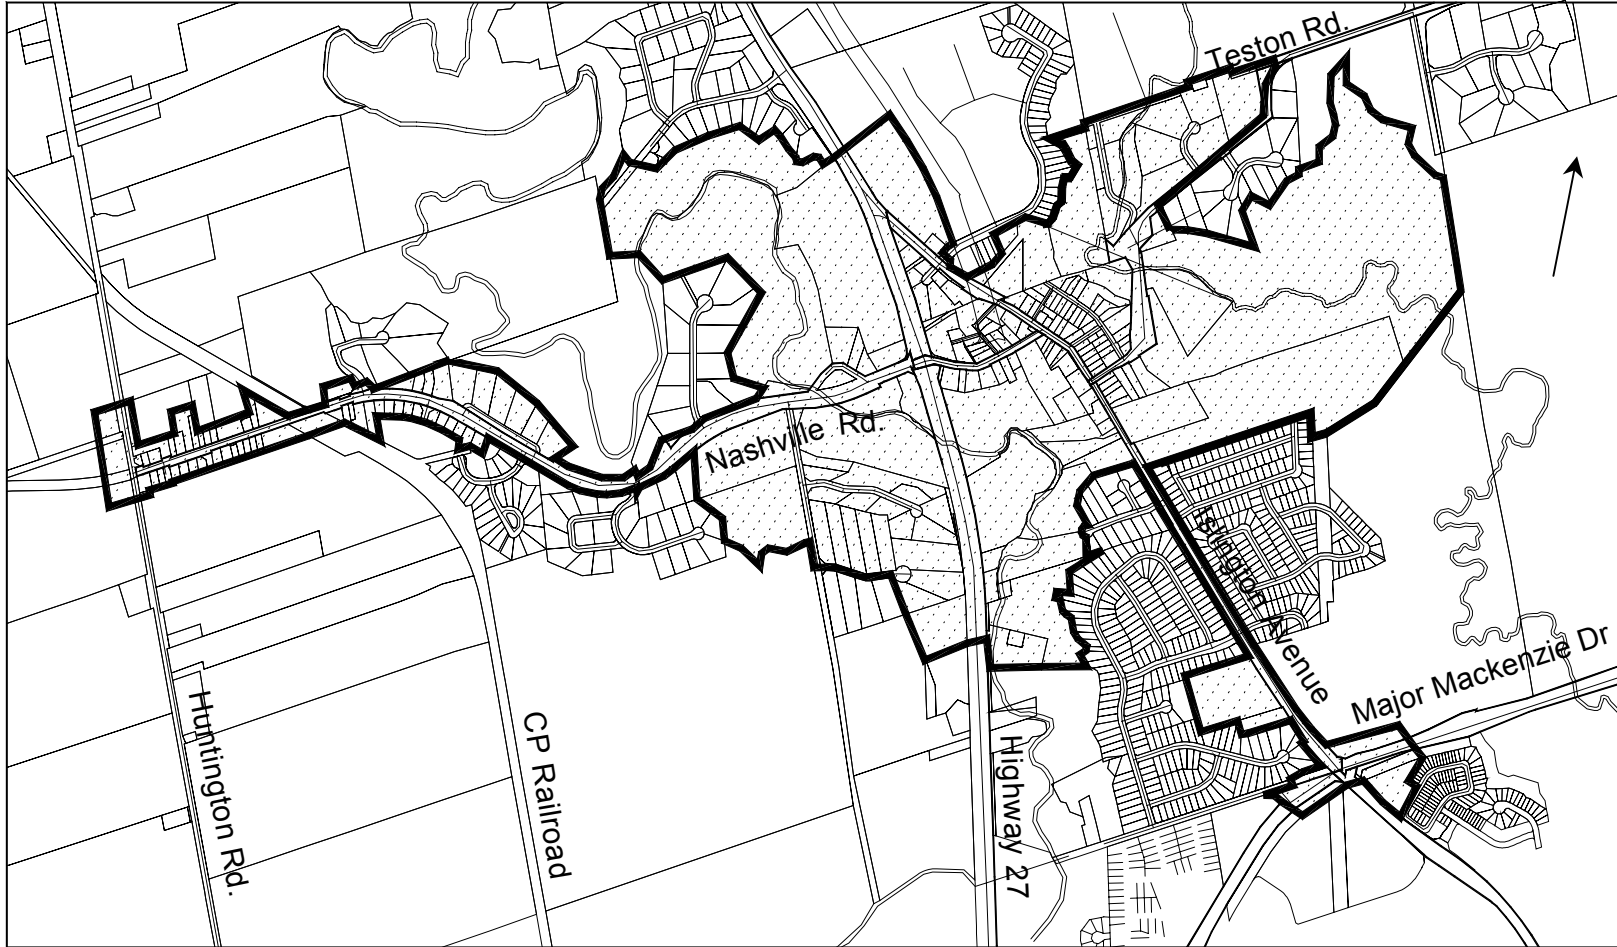 Teston Rd.
Nashville Rd.
Islington Avenue
Major Mackenzie Dr
Huntington Rd.
CP Railroad
Highway 27